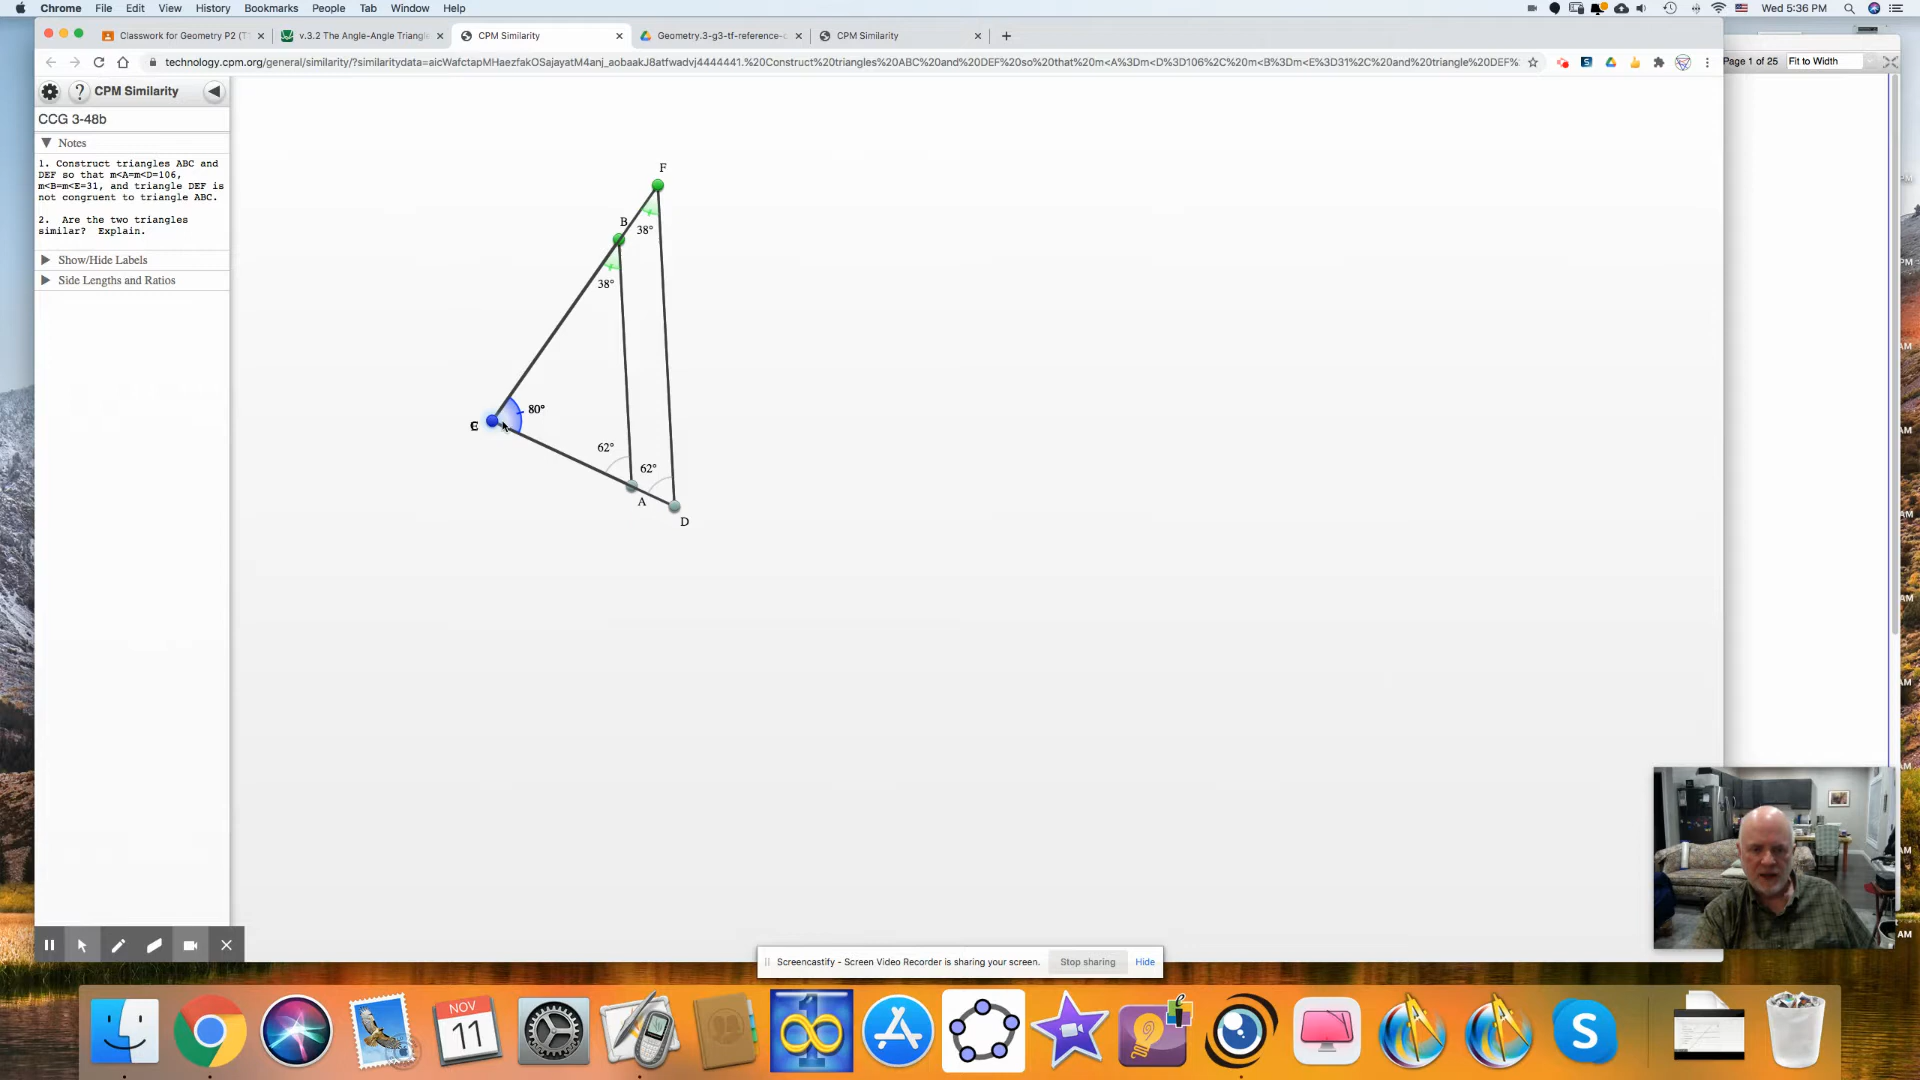 Chrome File Edit View History Bookmarks People Tab Window Help Wed 5:36 PM
Classwork for Geometry P2 (T
v.3.2 The Angle-Angle Triangle
CPM Similarity
Geometry.3-g3-tf-reference-
CPM Similarity
technology.cpm.org/general/similarity/?similaritydata=aicWafctapMHaezfakOSajayatM4anj_aobaakJ8atfwadvj4444441.%20Construct%20triangles%20ABC%20and%20DEF%20so%20that%20m<A%3Dm<D%3D106%2C%20m<B%3Dm<E%3D31%2C%20and%20triangle%20DEF%
Page 1 of 25 Fit to Width
? CPM Similarity
CCG 3-48b
Notes
1. Construct triangles ABC and
DEF so that m<A=m<D=106,
m<B=m<E=31, and triangle DEF is
not congruent to triangle ABC.
2. Are the two triangles
similar? Explain.
Show/Hide Labels
Side Lengths and Ratios
F
B
38°
38°
80°
62°
62°
A
D
Screencastify - Screen Video Recorder is sharing your screen. Stop sharing Hide
NOV
11